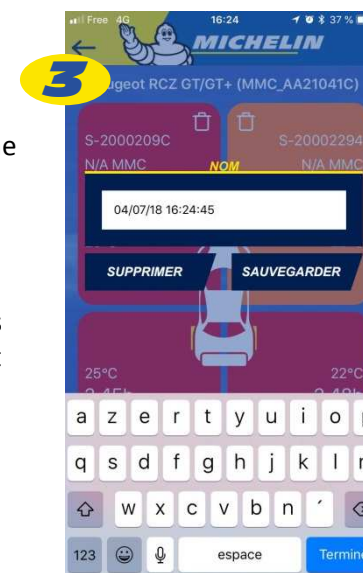 Free 4G 16:24 37 %
MICHELIN
3
ugeot RCZ GT/GT+ (MMC_AA21041C)
S-2000209C S-20002294
N/A MMC N/A MMC
NOM
04/07/18 16:24:45
SUPPRIMER SAUVEGARDER
25°C 22°C
a z e r t y u i o
q s d f g h j k l
w x c v b n ´
123 espace Termine